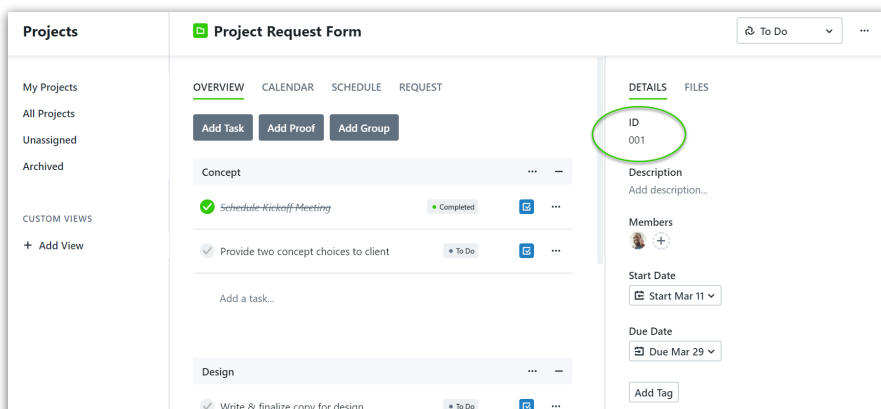 Projects
Project Request Form
To Do
...
My Projects
All Projects
Unassigned
Archived
CUSTOM VIEWS
+ Add View
OVERVIEW CALENDAR SCHEDULE REQUEST
Add Task Add Proof Add Group
Concept
Schedule Kickoff Meeting
Completed
Provide two concept choices to client
To Do
Add a task...
Design
Write & finalize copy for design
To Do
DETAILS FILES
ID
001
Description
Add description...
Members
Start Date
Start Mar 11
Due Date
Due Mar 29
Add Tag